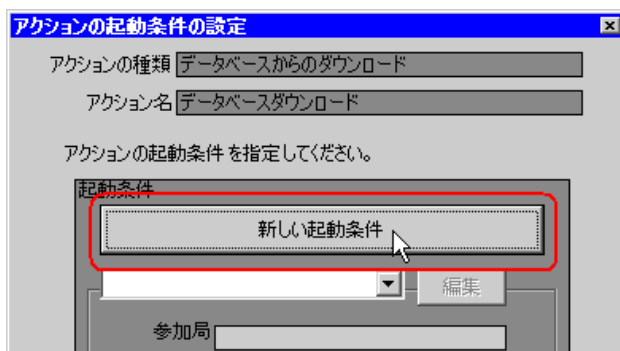 アクションの起動条件の設定
アクションの種類 データベースからのダウンロード
アクション名 データベースダウンロード
アクションの起動条件を指定してください。
起動条件
新しい起動条件
編集
参加局